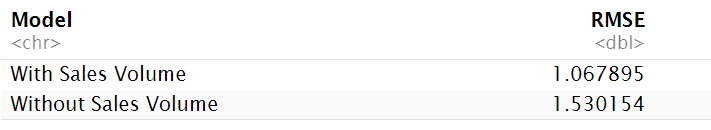 Model RMSE
<chr> <dbl>
With Sales Volume 1.067895
Without Sales Volume 1.530154